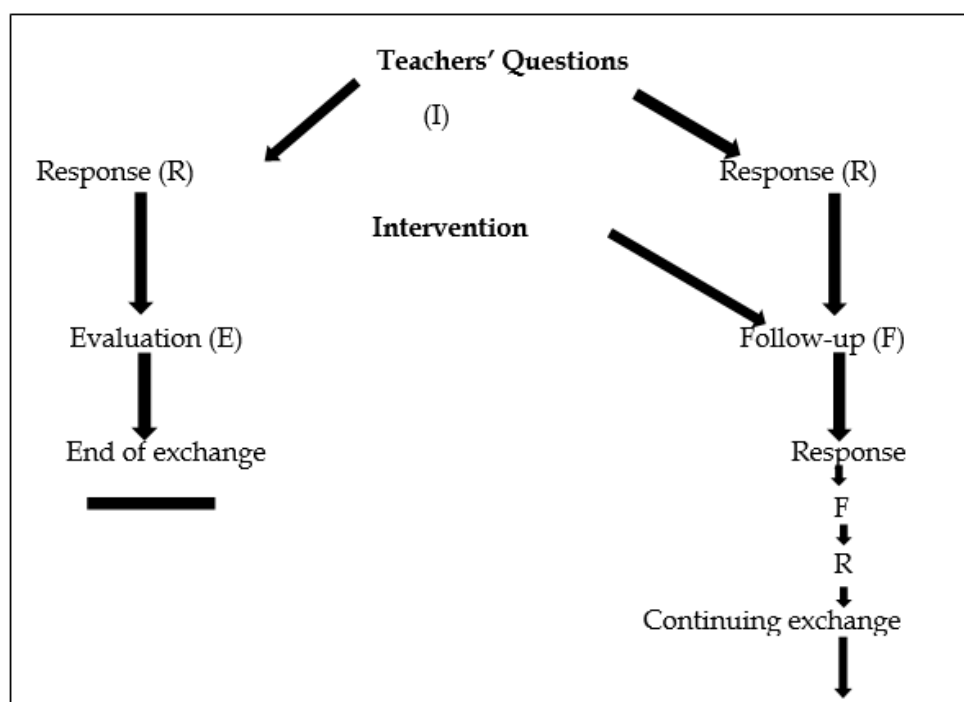 Teachers’ Questions
(I)
Response (R)
Response (R)
Intervention
Evaluation (E)
Follow-up (F)
End of exchange
Response
F
R
Continuing exchange